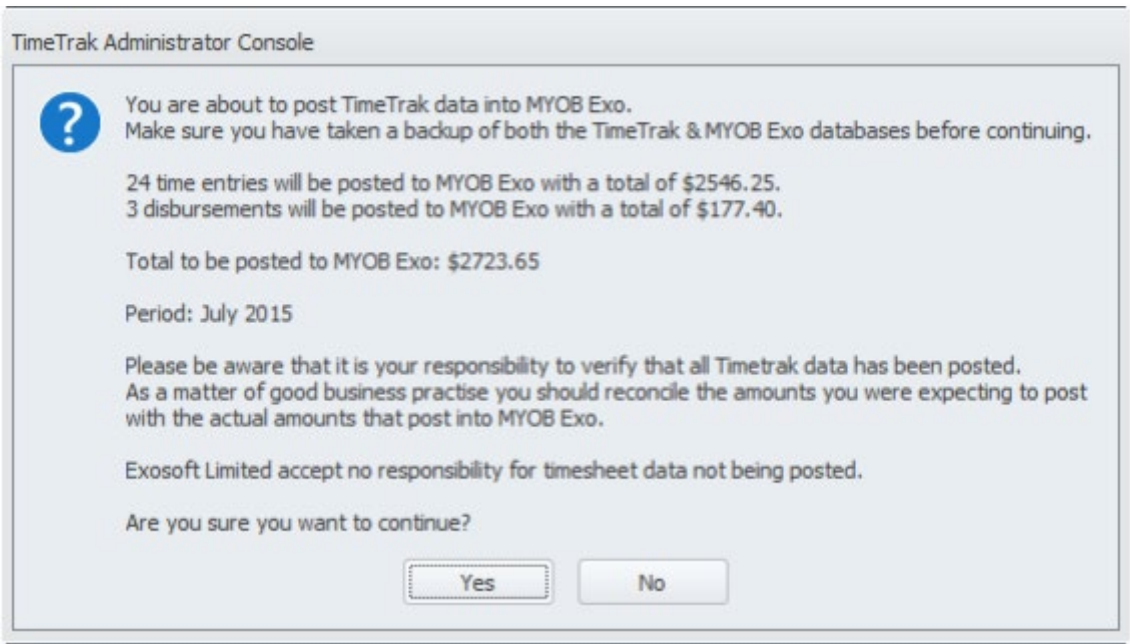 TimeTrak Administrator Console
?
You are about to post TimeTrak data into MYOB Exo.
Make sure you have taken a backup of both the TimeTrak & MYOB Exo databases before continuing.
24 time entries will be posted to MYOB Exo with a total of $2546.25.
3 disbursements will be posted to MYOB Exo with a total of $177.40.
Total to be posted to MYOB Exo: $2723.65
Period: July 2015
Please be aware that it is your responsibility to verify that all Timetrak data has been posted.
As a matter of good business practise you should reconcile the amounts you were expecting to post
with the actual amounts that post into MYOB Exo.
Exosoft Limited accept no responsibility for timesheet data not being posted.
Are you sure you want to continue?
Yes No